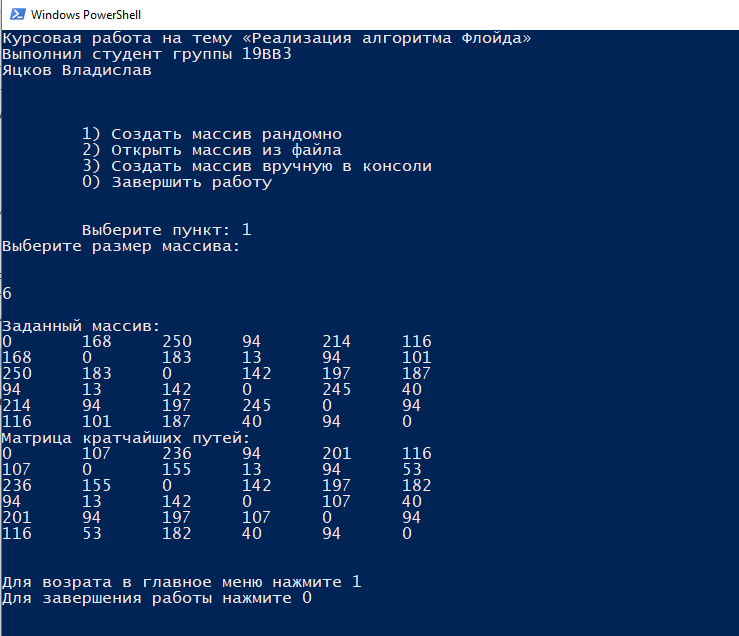 Windows PowerShell
Курсовая работа на тему «Реализация алгоритма Флойда»
Выполнил студент группы 19ВВ3
Яцков Владислав
1) Создать массив рандомно
2) Открыть массив из файла
3) Создать массив вручную в консоли
0) Завершить работу
Выберите пункт: 1
Выберите размер массива:
6
Заданный массив:
0 168 250 94 214 116
168 0 183 13 94 101
250 183 0 142 197 187
94 13 142 0 245 40
214 94 197 245 0 94
116 101 187 40 94 0
Матрица кратчайших путей:
0 107 236 94 201 116
107 0 155 13 94 53
236 155 0 142 197 182
94 13 142 0 107 40
201 94 197 107 0 94
116 53 182 40 94 0
Для возрата в главное меню нажмите 1
Для завершения работы нажмите 0